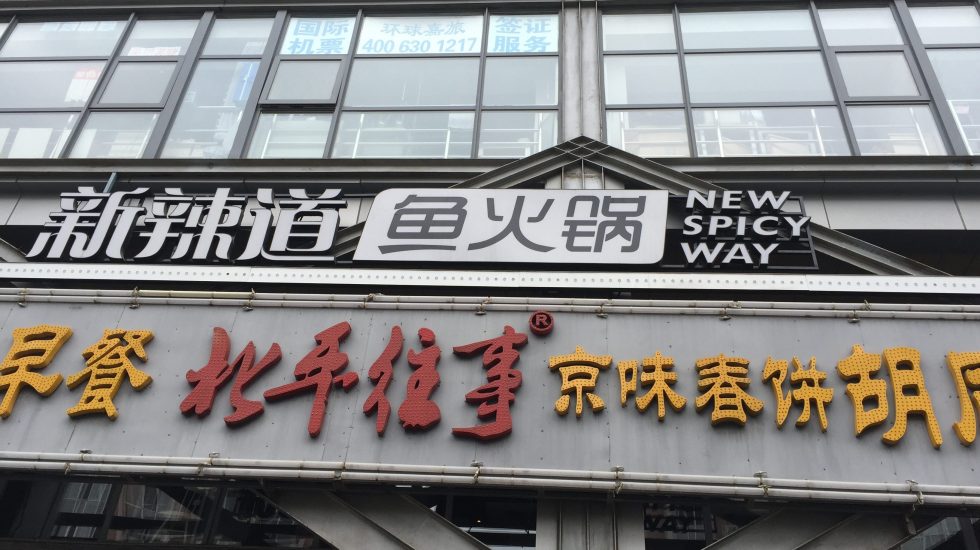 国际 环球嘉旅 签证
机票 400 630 1217 服务
新辣道 鱼火锅 NEW
SPICY
WAY
早餐 北平往事® 京味春饼 胡